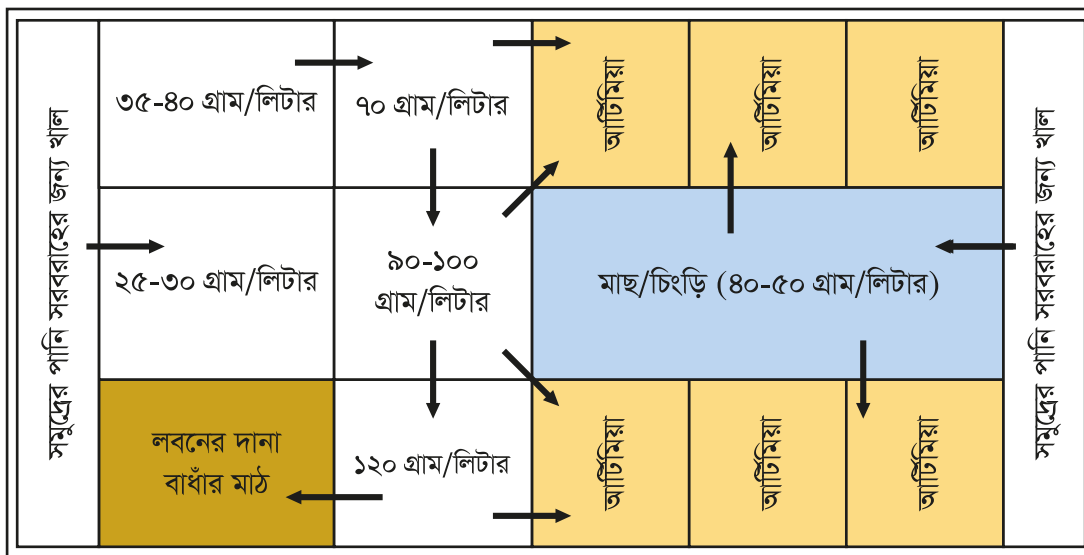 সমুদ্রের পানি সরবরাহের জন্য খাল
৩৫-৪০ গ্রাম/লিটার
৭০ গ্রাম/লিটার
আর্টিমিয়া
আর্টিমিয়া
আর্টিমিয়া
২৫-৩০ গ্রাম/লিটার
৯০-১০০
গ্রাম/লিটার
মাছ/চিংড়ি (৪০-৫০ গ্রাম/লিটার)
লবনের দানা
বাধাঁর মাঠ
১২০ গ্রাম/লিটার
আর্টিমিয়া
আর্টিমিয়া
আর্টিমিয়া
সমুদ্রের পানি সরবরাহের জন্য খাল